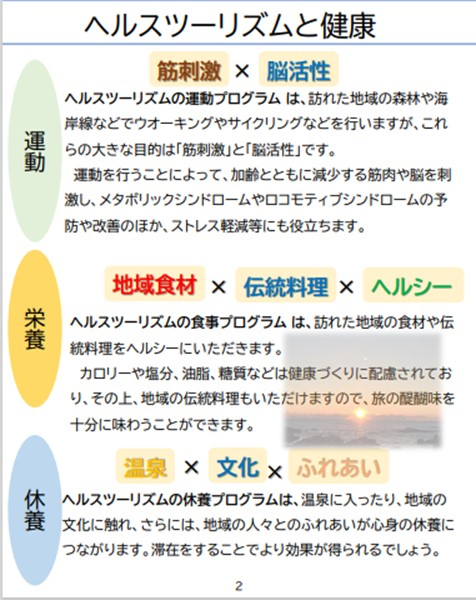 ヘルスツーリズムと健康
筋刺激 × 脳活性
運動
ヘルスツーリズムの運動プログラム は、訪れた地域の森林や海
岸線などでウオーキングやサイクリングなどを行いますが、これ
らの大きな目的は「筋刺激」と「脳活性」です。
運動を行うことによって、加齢とともに減少する筋肉や脳を刺
激し、メタボリックシンドロームやロコモティブシンドロームの予
防や改善のほか、ストレス軽減等にも役立ちます。
地域食材 × 伝統料理 × ヘルシー
栄養
ヘルスツーリズムの食事プログラム は、訪れた地域の食材や伝
統料理をヘルシーにいただきます。
カロリーや塩分、油脂、糖質などは健康づくりに配慮されてお
り、その上、地域の伝統料理もいただけますので、旅の醍醐味を
十分に味わうことができます。
温泉 × 文化 × ふれあい
休養
ヘルスツーリズムの休養プログラムは、温泉に入ったり、地域の
文化に触れ、さらには、地域の人々とのふれあいが心身の休養に
つながります。滞在をすることでより効果が得られるでしょう。
2